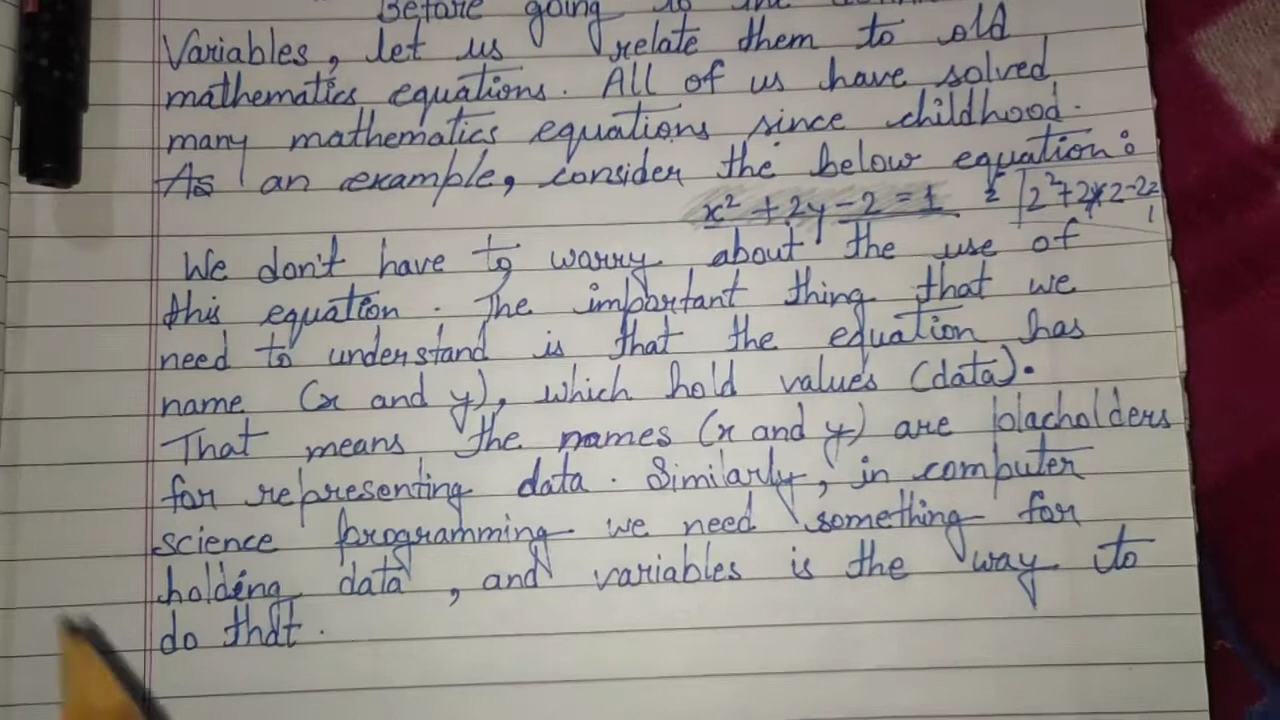 Before going to the
Variables, let us relate them to old
mathematics equations. All of us have solved
many mathematics equations since childhood.
As an example, consider the below equation:
x² + 2y - 2 = 1
We don't have to worry about the use of
this equation. The important thing that we
need to understand is that the equation has
name (x and y), which hold values (data).
That means the names (x and y) are placholders
for representing data. Similarly, in computer
science programming we need something for
holding data, and variables is the way to
do that.